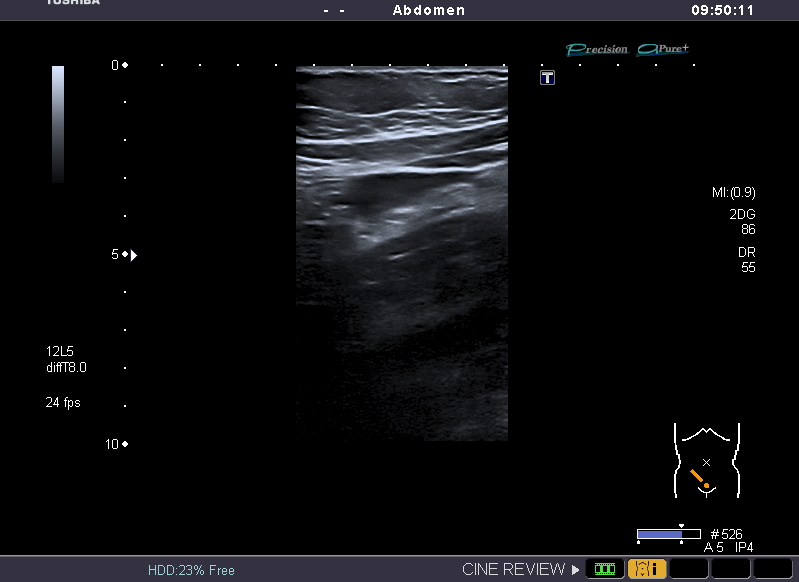 TOSHIBA
- - Abdomen 09:50:11
Precision APure+
0
T
MI:(0.9)
2DG
86
DR
55
5
12L5
diffT8.0
24 fps
10
#526
A 5 IP4
HDD:23% Free
CINE REVIEW
i